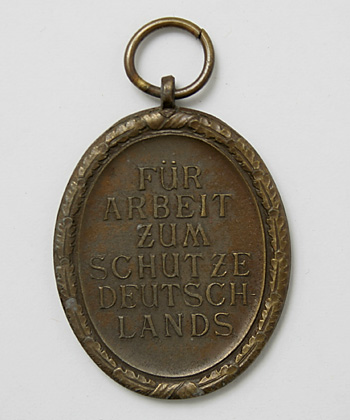 FÜR
ARBEIT
ZUM
SCHUTZE
DEUTSCH
LANDS